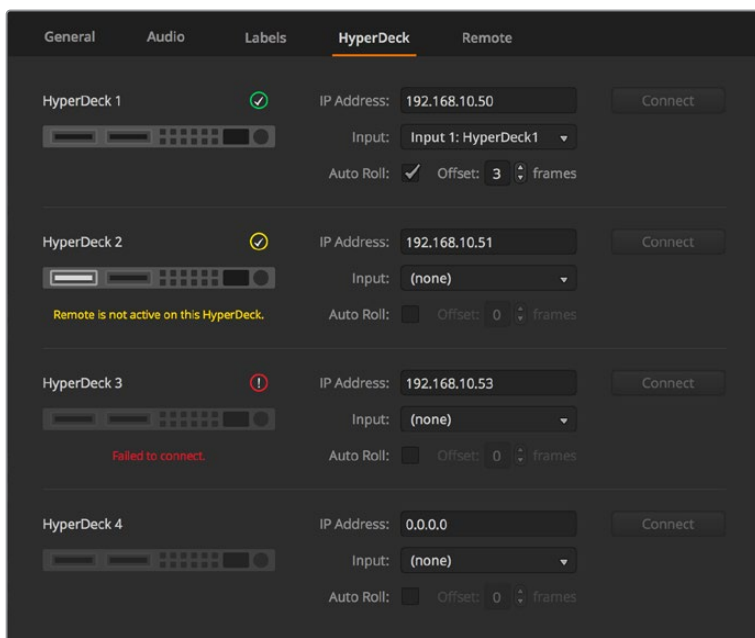 General Audio Labels HyperDeck Remote
HyperDeck 1 IP Address: 192.168.10.50 Connect
Input: Input 1: HyperDeck1
Auto Roll: Offset: 3 frames
HyperDeck 2 IP Address: 192.168.10.51 Connect
Input: (none)
Remote is not active on this HyperDeck. Auto Roll: Offset: 0 frames
HyperDeck 3 IP Address: 192.168.10.53 Connect
Input: (none)
Failed to connect. Auto Roll: Offset: 0 frames
HyperDeck 4 IP Address: 0.0.0.0 Connect
Input: (none)
Auto Roll: Offset: 0 frames